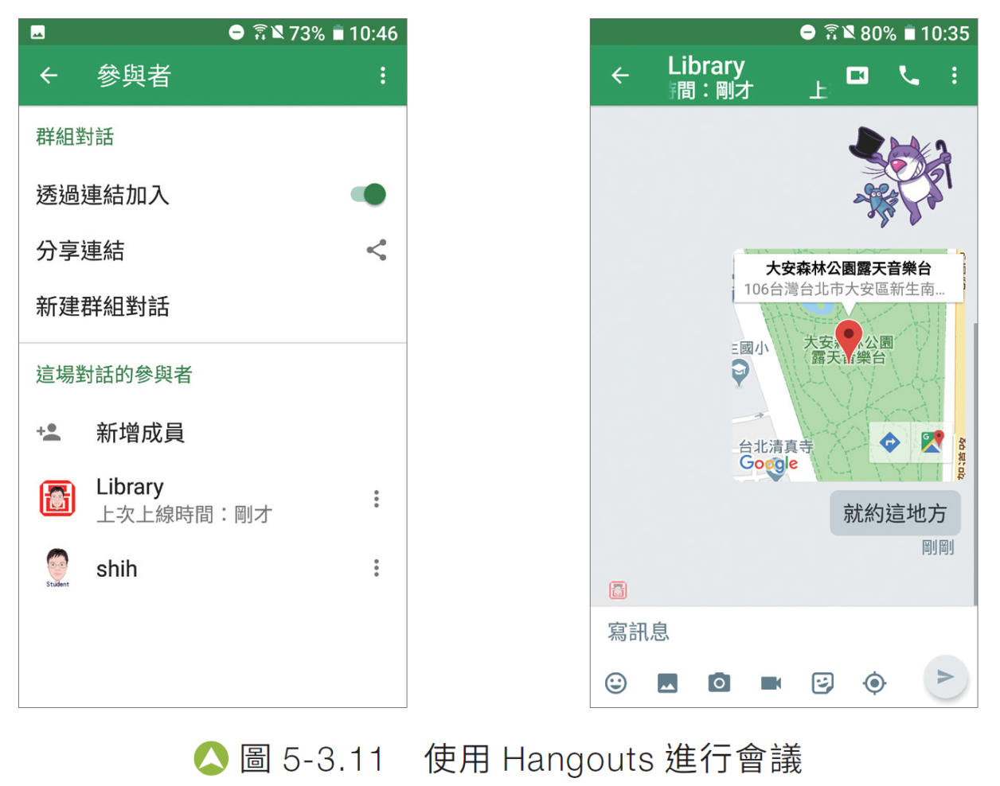 73% 10:46
參與者
群組對話
透過連結加入
分享連結
新建群組對話
這場對話的參與者
新增成員
Library
上次上線時間：剛才
Student
shih
80% 10:35
Library
時間：剛才 上
大安森林公園露天音樂台
106台灣台北市大安區新生南...
生國小
大安森林公園
露天音樂台
台北清真寺
Google
就約這地方
剛剛
寫訊息
圖 5-3.11 使用 Hangouts 進行會議